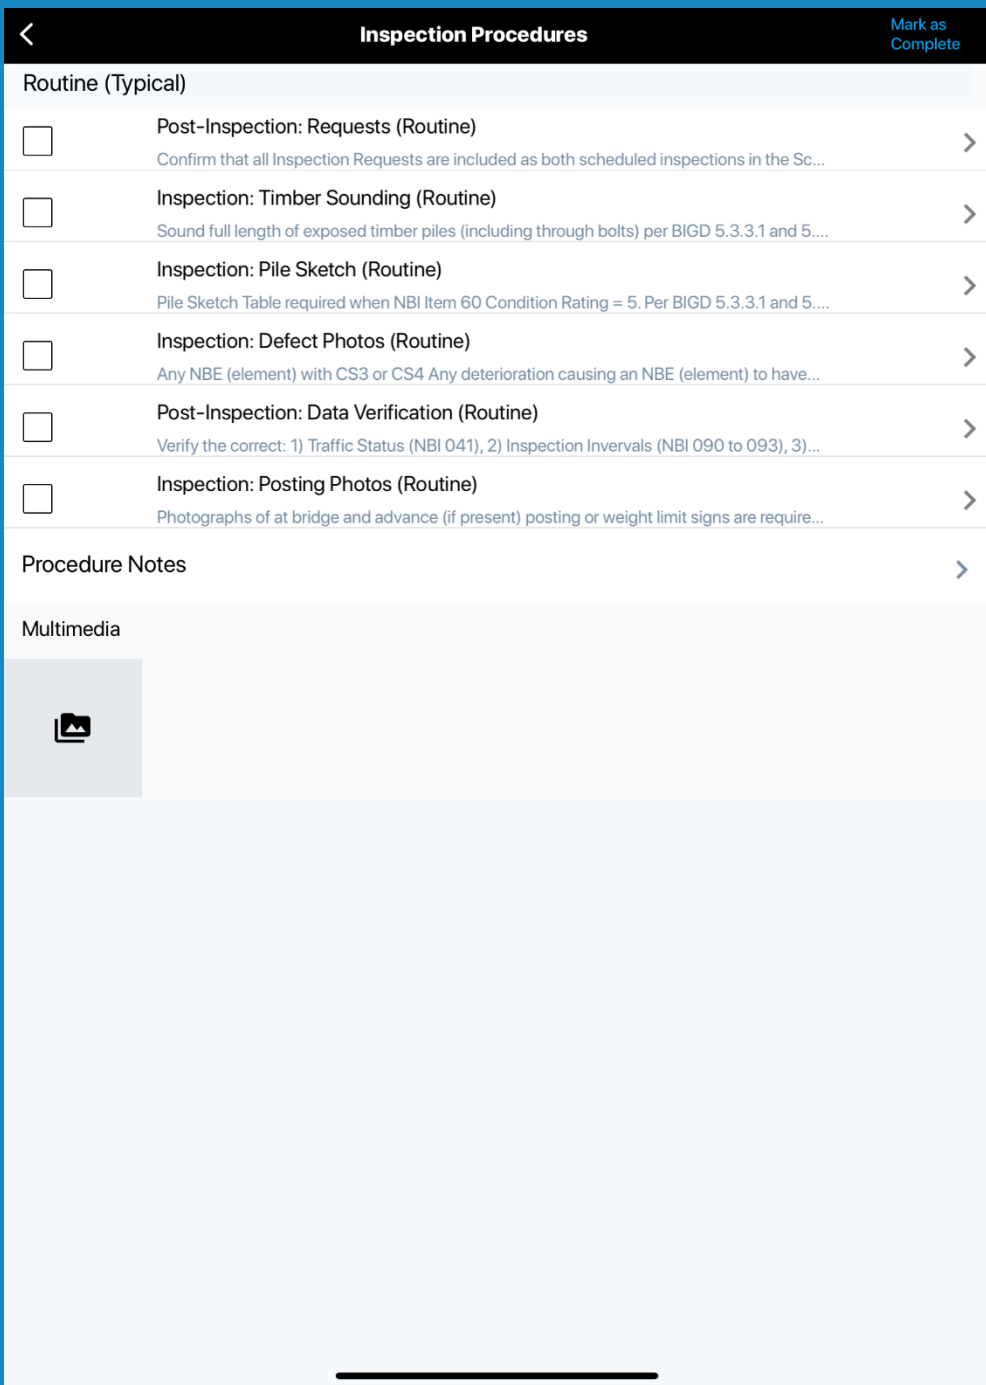 Inspection Procedures
Mark as
Complete
Routine (Typical)
Post-Inspection: Requests (Routine)
Confirm that all Inspection Requests are included as both scheduled inspections in the Sc...
Inspection: Timber Sounding (Routine)
Sound full length of exposed timber piles (including through bolts) per BIGD 5.3.3.1 and 5....
Inspection: Pile Sketch (Routine)
Pile Sketch Table required when NBI Item 60 Condition Rating = 5. Per BIGD 5.3.3.1 and 5....
Inspection: Defect Photos (Routine)
Any NBE (element) with CS3 or CS4 Any deterioration causing an NBE (element) to have...
Post-Inspection: Data Verification (Routine)
Verify the correct: 1) Traffic Status (NBI 041), 2) Inspection Invervals (NBI 090 to 093), 3)...
Inspection: Posting Photos (Routine)
Photographs of at bridge and advance (if present) posting or weight limit signs are require...
Procedure Notes
Multimedia